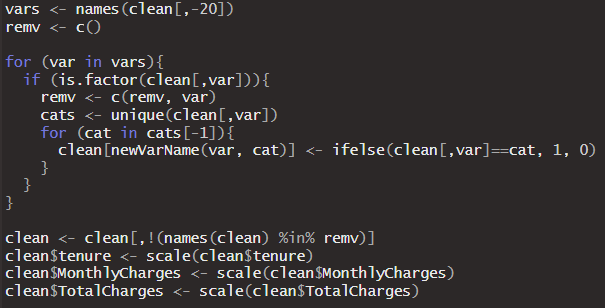 vars <- names(clean[,-20])
remv <- c()
for (var in vars){
if (is.factor(clean[,var])){
remv <- c(remv, var)
cats <- unique(clean[,var])
for (cat in cats[-1]){
clean[newVarName(var, cat)] <- ifelse(clean[,var]==cat, 1, 0)
}
}
}
clean <- clean[,!(names(clean) %in% remv)]
clean$tenure <- scale(clean$tenure)
clean$MonthlyCharges <- scale(clean$MonthlyCharges)
clean$TotalCharges <- scale(clean$TotalCharges)